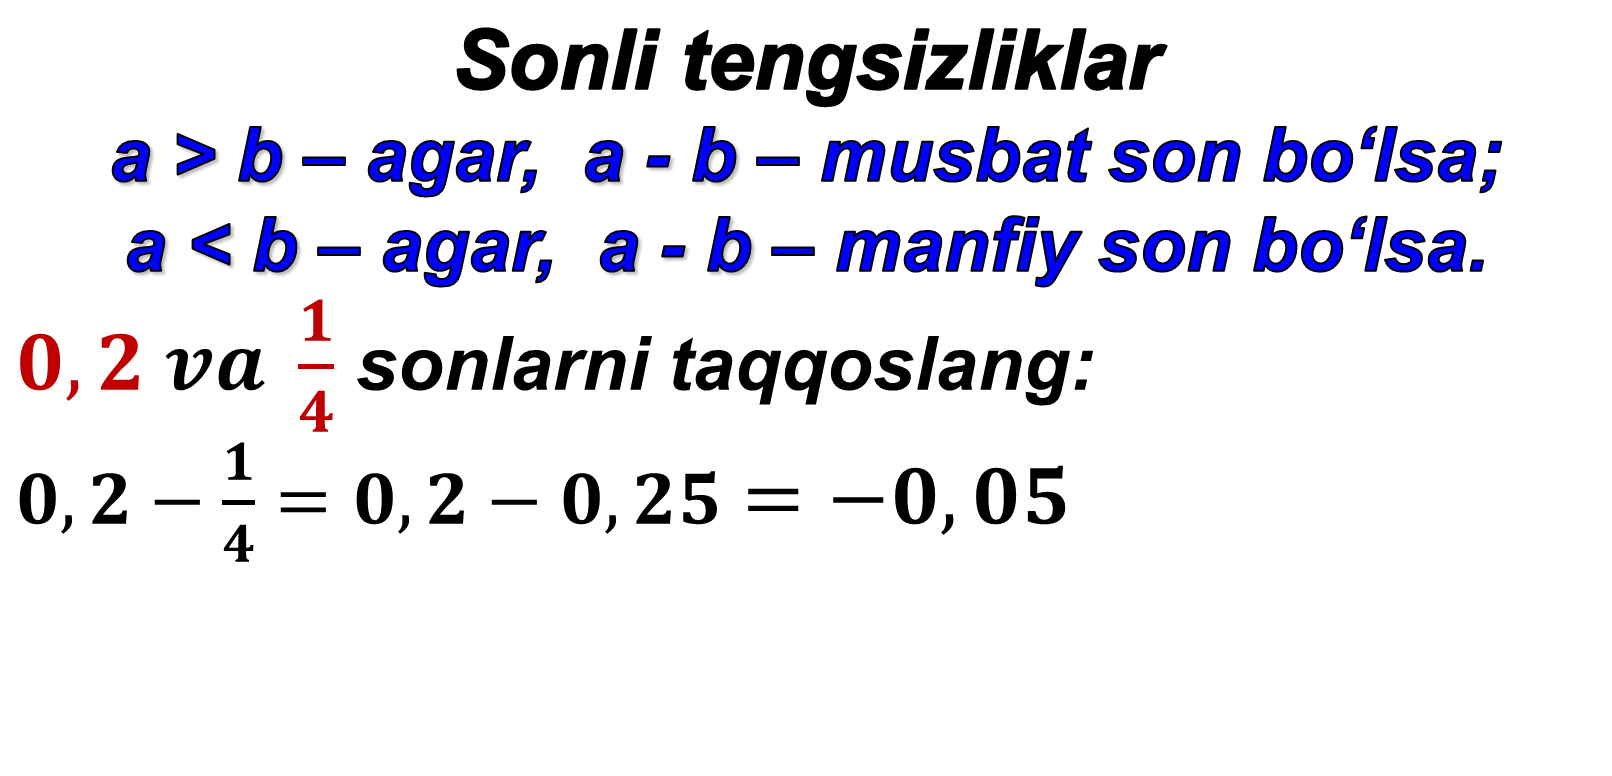 Sonli tengsizliklar
a > b – agar, a - b – musbat son bo‘lsa;
a < b – agar, a - b – manfiy son bo‘lsa.
0, 2 va 1/4 sonlarni taqqoslang:
0, 2 − 1/4 = 0, 2 − 0, 25 = −0, 05